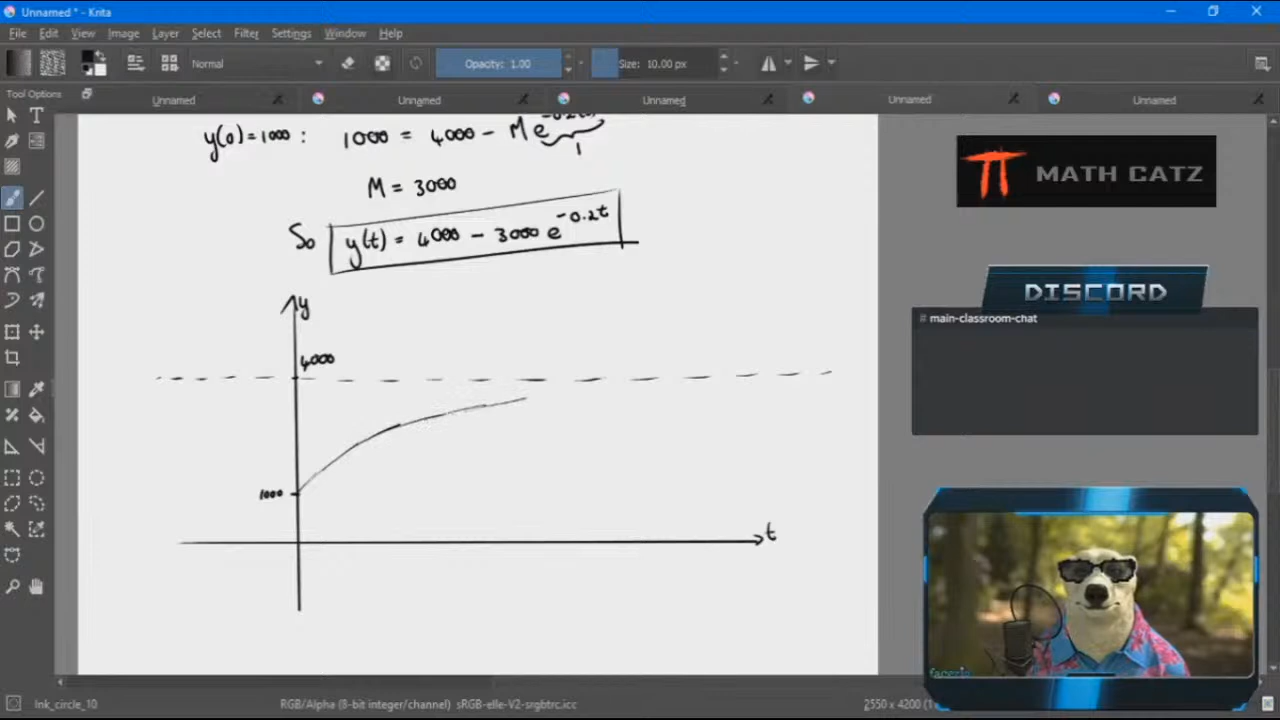 Unnamed * - Krita
File Edit View Image Layer Select Filter Settings Window Help
Normal
Opacity: 1.00
Size: 10.00 px
Tool Options
Unnamed
Unnamed
Unnamed
Unnamed
Unnamed
y(0)=1000 : 1000 = 4000 - M e
1
M = 3000
So y(t) = 4000 - 3000 e^-0.2t
y
4000
1000
t
MATH CATZ
DISCORD
# main-classroom-chat
facerig
Ink_circle_10
RGB/Alpha (8-bit integer/channel) sRGB-elle-V2-srgbtrc.icc
2550 x 4200 (1